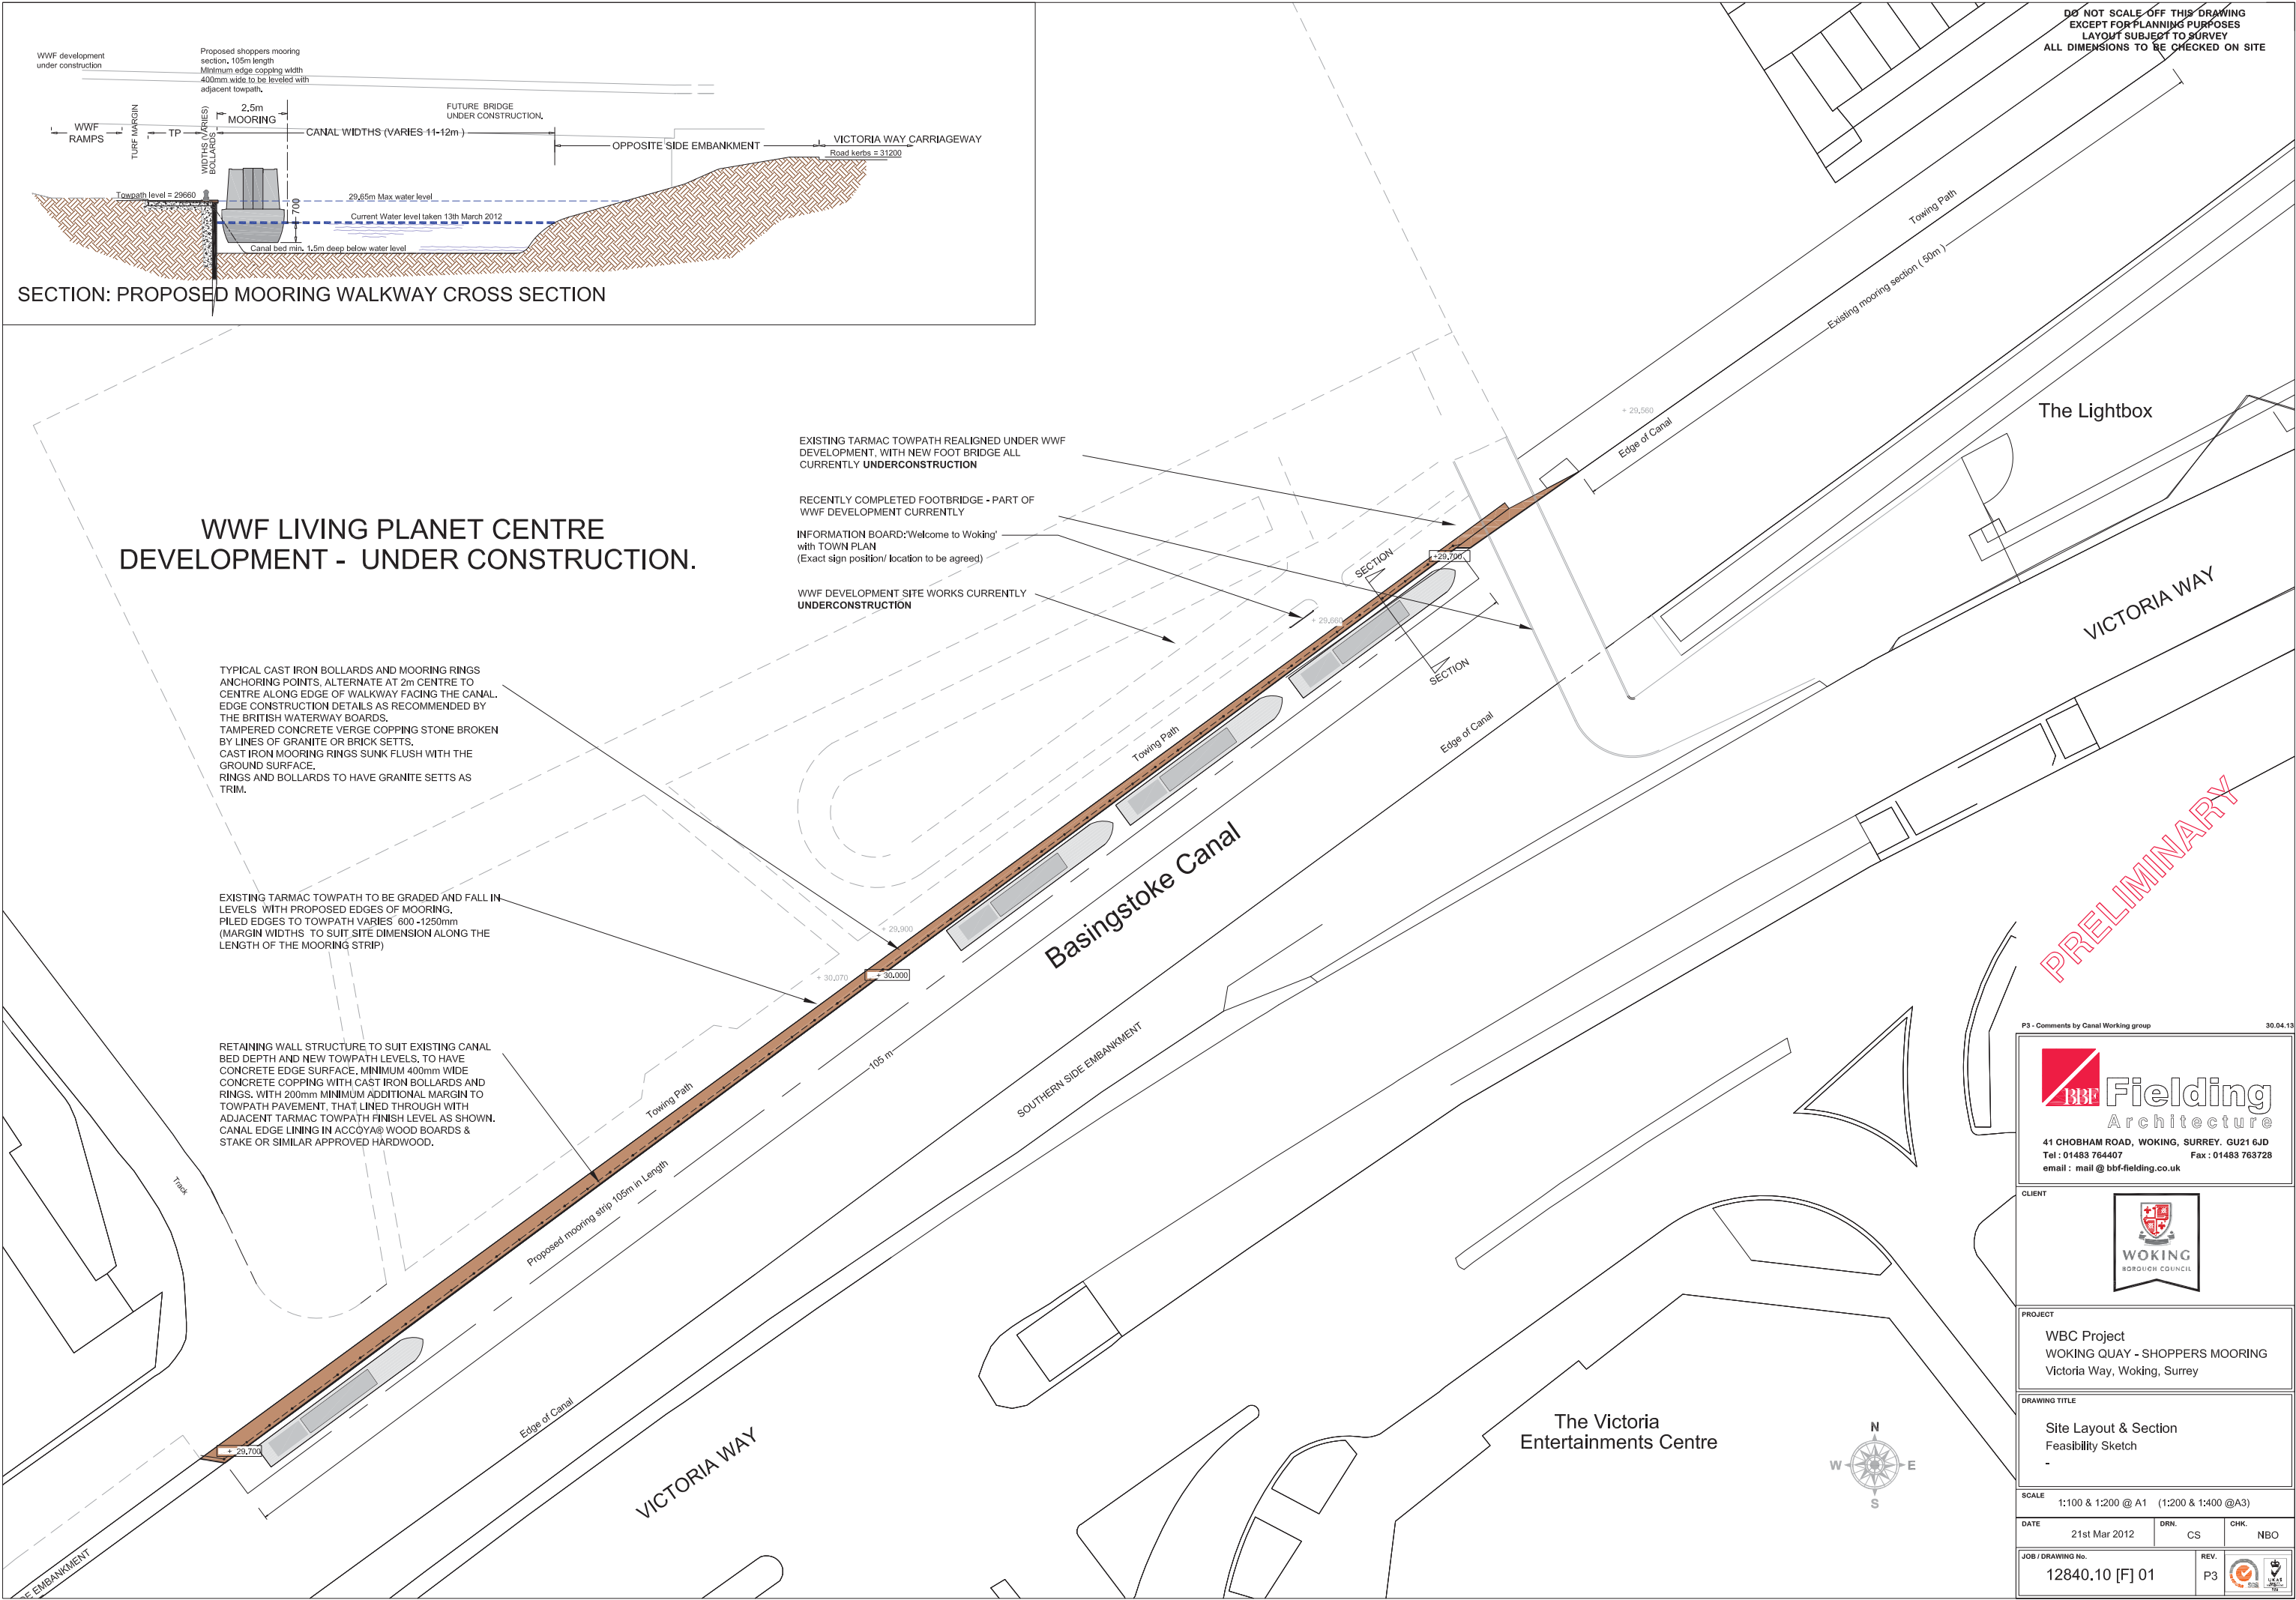 DO NOT SCALE OFF THIS DRAWING
EXCEPT FOR PLANNING PURPOSES
LAYOUT SUBJECT TO SURVEY
ALL DIMENSIONS TO BE CHECKED ON SITE
WWF development
under construction
Proposed shoppers mooring
section. 105m length
Minimum edge copping width
400mm wide to be leveled with
adjacent towpath.
2.5m
MOORING
FUTURE BRIDGE
UNDER CONSTRUCTION.
WWF
RAMPS
TURF MARGIN
TP
WIDTHS (VARIES)
BOLLARDS
CANAL WIDTHS (VARIES 11-12m )
OPPOSITE SIDE EMBANKMENT
VICTORIA WAY CARRIAGEWAY
Road kerbs = 31200
Towpath level = 29660
29.65m Max water level
700
Current Water level taken 13th March 2012
Canal bed min. 1.5m deep below water level
SECTION: PROPOSED MOORING WALKWAY CROSS SECTION
Towing Path
Existing mooring section ( 50m )
The Lightbox
+ 29.560
Edge of Canal
EXISTING TARMAC TOWPATH REALIGNED UNDER WWF
DEVELOPMENT, WITH NEW FOOT BRIDGE ALL
CURRENTLY UNDERCONSTRUCTION
RECENTLY COMPLETED FOOTBRIDGE - PART OF
WWF DEVELOPMENT CURRENTLY
INFORMATION BOARD:'Welcome to Woking'
with TOWN PLAN
(Exact sign position/ location to be agreed)
WWF DEVELOPMENT SITE WORKS CURRENTLY
UNDERCONSTRUCTION
WWF LIVING PLANET CENTRE
DEVELOPMENT - UNDER CONSTRUCTION.
+29.700
SECTION
+ 29.660
SECTION
VICTORIA WAY
TYPICAL CAST IRON BOLLARDS AND MOORING RINGS
ANCHORING POINTS, ALTERNATE AT 2m CENTRE TO
CENTRE ALONG EDGE OF WALKWAY FACING THE CANAL.
EDGE CONSTRUCTION DETAILS AS RECOMMENDED BY
THE BRITISH WATERWAY BOARDS.
TAMPERED CONCRETE VERGE COPPING STONE BROKEN
BY LINES OF GRANITE OR BRICK SETTS.
CAST IRON MOORING RINGS SUNK FLUSH WITH THE
GROUND SURFACE.
RINGS AND BOLLARDS TO HAVE GRANITE SETTS AS
TRIM.
Towing Path
Edge of Canal
Basingstoke Canal
PRELIMINARY
EXISTING TARMAC TOWPATH TO BE GRADED AND FALL IN
LEVELS WITH PROPOSED EDGES OF MOORING.
PILED EDGES TO TOWPATH VARIES 600 -1250mm
(MARGIN WIDTHS TO SUIT SITE DIMENSION ALONG THE
LENGTH OF THE MOORING STRIP)
+ 29.900
+ 30.070
+ 30.000
RETAINING WALL STRUCTURE TO SUIT EXISTING CANAL
BED DEPTH AND NEW TOWPATH LEVELS, TO HAVE
CONCRETE EDGE SURFACE, MINIMUM 400mm WIDE
CONCRETE COPPING WITH CAST IRON BOLLARDS AND
RINGS. WITH 200mm MINIMUM ADDITIONAL MARGIN TO
TOWPATH PAVEMENT, THAT LINED THROUGH WITH
ADJACENT TARMAC TOWPATH FINISH LEVEL AS SHOWN.
CANAL EDGE LINING IN ACCOYA® WOOD BOARDS &
STAKE OR SIMILAR APPROVED HARDWOOD.
105 m
SOUTHERN SIDE EMBANKMENT
Towing Path
Track
Proposed mooring strip 105m in Length
Edge of Canal
+ 29.700
VICTORIA WAY
EMBANKMENT
The Victoria
Entertainments Centre
N
W
E
S
P3 - Comments by Canal Working group 30.04.13
BBF
Fielding
Architecture
41 CHOBHAM ROAD, WOKING, SURREY. GU21 6JD
Tel : 01483 764407 Fax : 01483 763728
email : mail @ bbf-fielding.co.uk
CLIENT
WOKING
BOROUGH COUNCIL
PROJECT
WBC Project
WOKING QUAY - SHOPPERS MOORING
Victoria Way, Woking, Surrey
DRAWING TITLE
Site Layout & Section
Feasibility Sketch
-
SCALE
1:100 & 1:200 @ A1 (1:200 & 1:400 @A3)
DATE
21st Mar 2012
DRN.
CS
CHK.
NBO
JOB / DRAWING No.
12840.10 [F] 01
REV.
P3